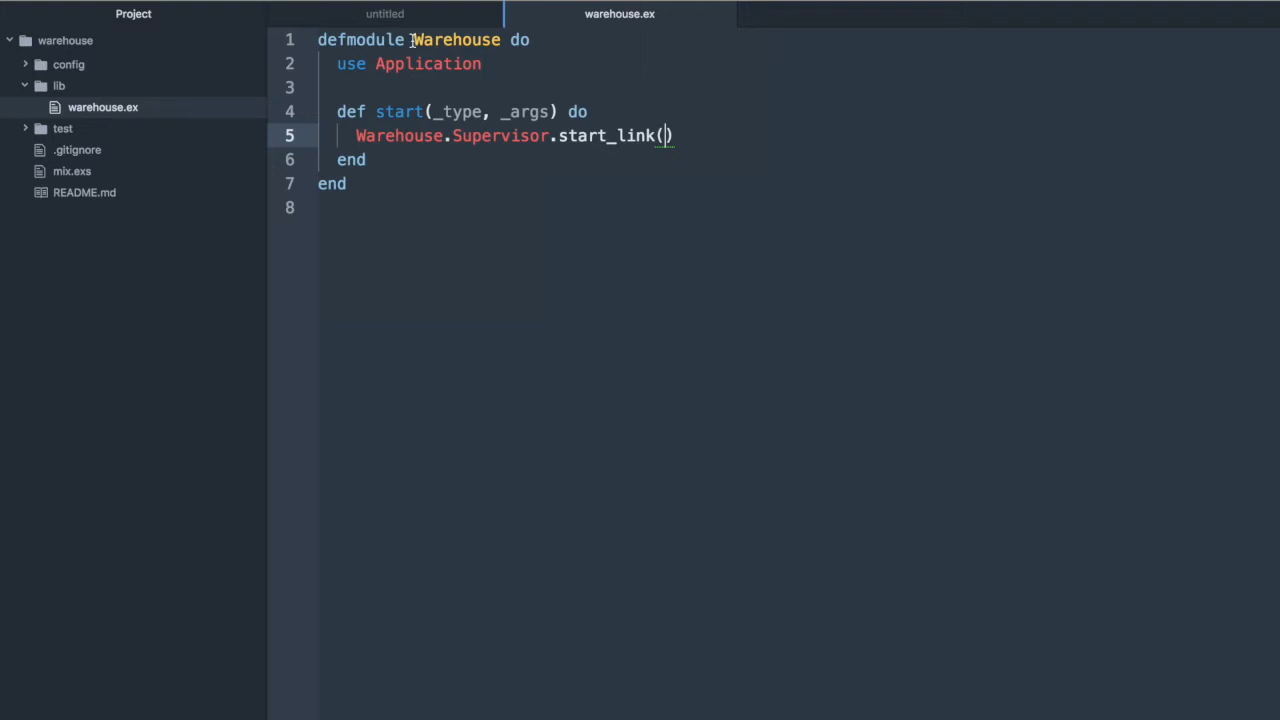 Project
untitled
warehouse.ex
warehouse
config
lib
warehouse.ex
test
.gitignore
mix.exs
README.md
1 defmodule Warehouse do
2 use Application
3
4 def start(_type, _args) do
5 Warehouse.Supervisor.start_link()
6 end
7 end
8